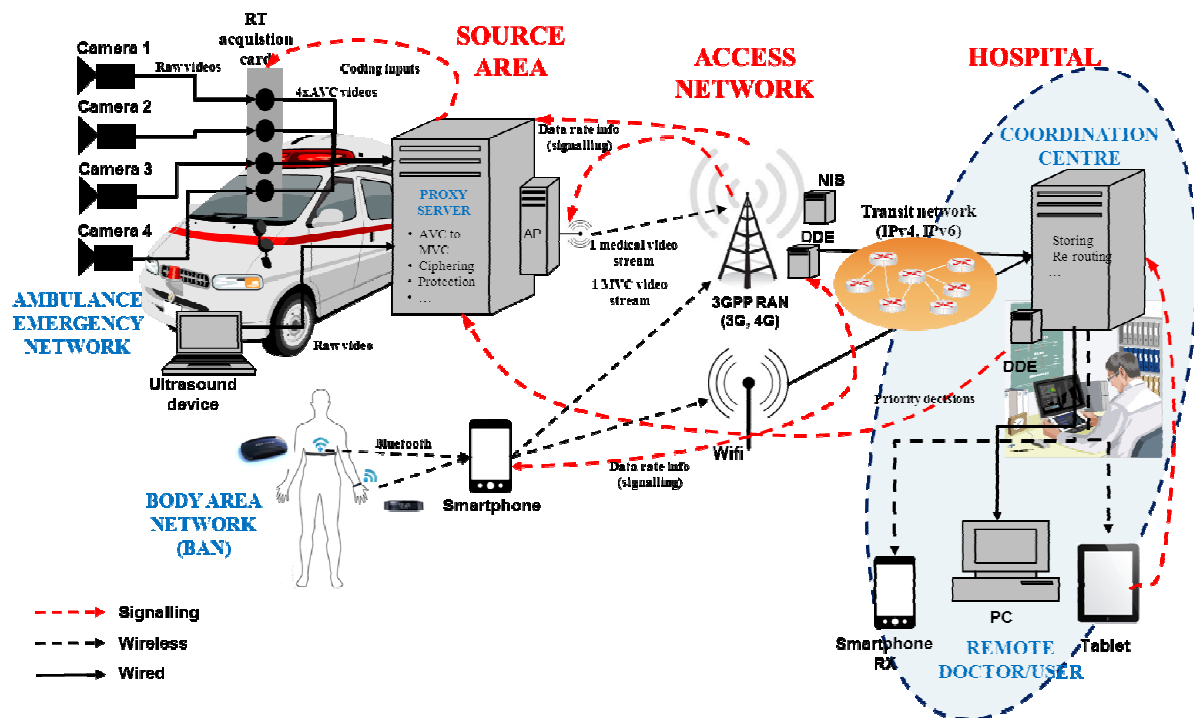 RT
acquistion
card
SOURCE
AREA
ACCESS
NETWORK
HOSPITAL
Camera 1
Raw videos
Coding inputs
4xAVC videos
Camera 2
Camera 3
Camera 4
Data rate info
(signalling)
COORDINATION
CENTRE
PROXY
SERVER
• AVC to
MVC
• Ciphering
• Protection
• ...
AP
NIB
DDE
Transit network
(IPv4, IPv6)
Storing
Re routing
...
1 medical video
stream
1 MVC video
stream
3GPP RAN
(3G, 4G)
AMBULANCE
EMERGENCY
NETWORK
Raw video
Ultrasound
device
DDE
Priority decisions
Bluetooth
Wifi
Data rate info
(signalling)
Smartphone
BODY AREA
NETWORK
(BAN)
Signalling
Wireless
Wired
Smartphone
RX
PC
Tablet
REMOTE
DOCTOR/USER